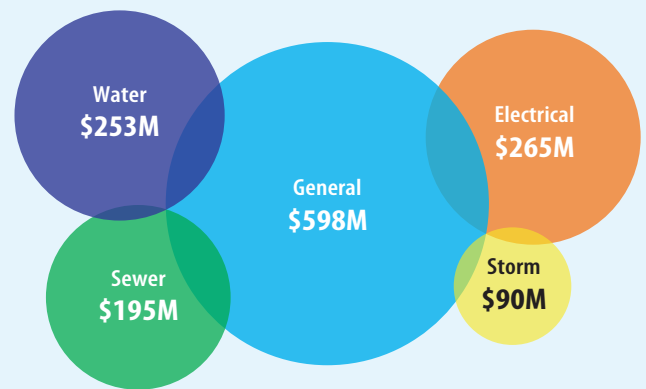 Water
$253M
General
$598M
Electrical
$265M
Sewer
$195M
Storm
$90M